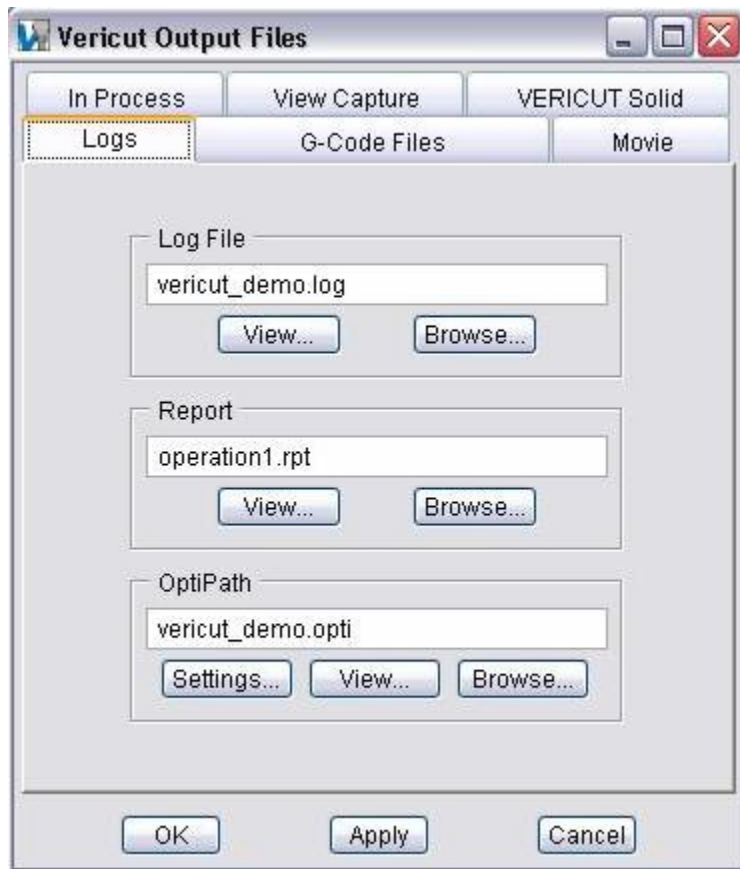 Vericut Output Files
In Process View Capture VERICUT Solid
Logs G-Code Files Movie
Log File
vericut_demo.log
View... Browse...
Report
operation1.rpt
View... Browse...
OptiPath
vericut_demo.opti
Settings... View... Browse...
OK Apply Cancel